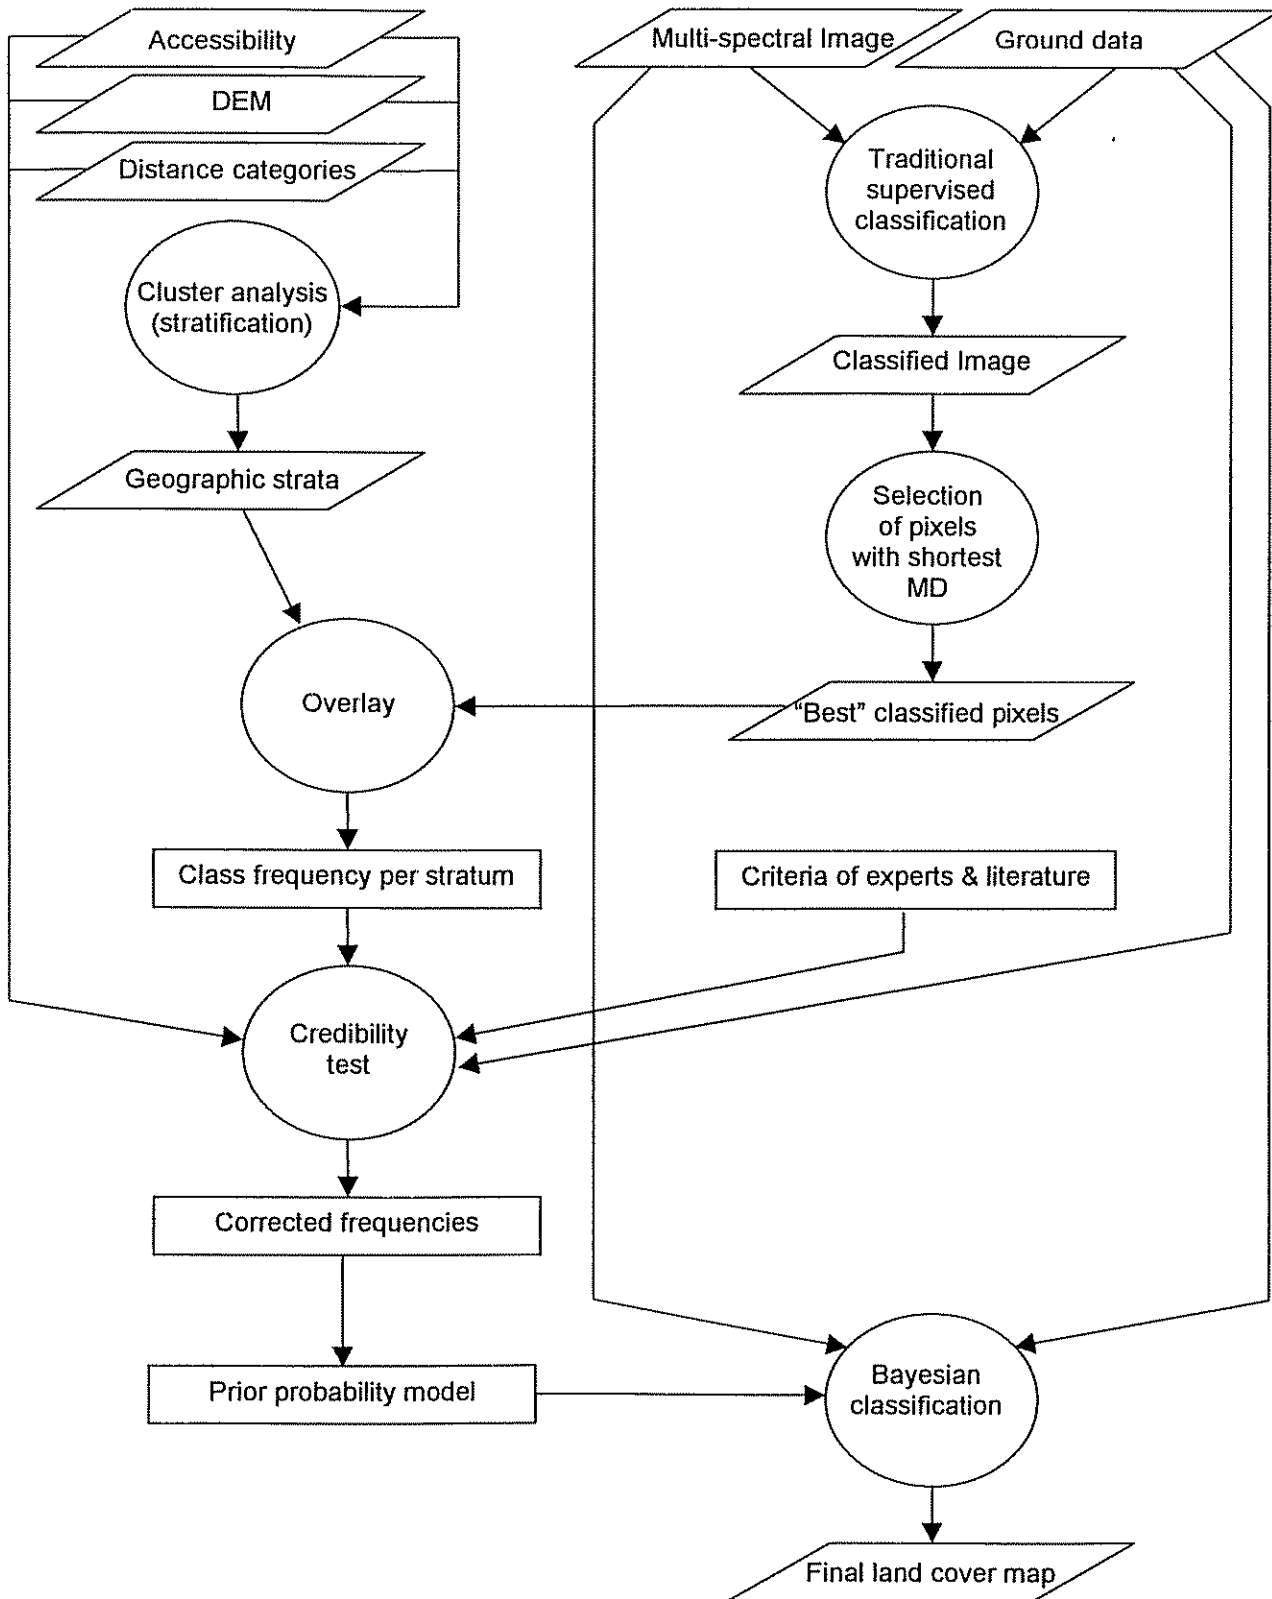 Accessibility
DEM
Distance categories
Cluster analysis
(stratification)
Geographic strata
Overlay
Class frequency per stratum
Credibility
test
Corrected frequencies
Prior probability model
Multi-spectral Image
Ground data
Traditional
supervised
classification
Classified Image
Selection
of pixels
with shortest
MD
“Best” classified pixels
Criteria of experts & literature
Bayesian
classification
Final land cover map